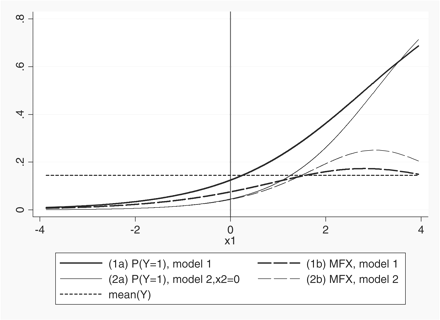 .8
.6
.4
.2
0
-4
-2
0
2
4
x1
(1a) P(Y=1), model 1
(1b) MFX, model 1
(2a) P(Y=1), model 2,x2=0
(2b) MFX, model 2
mean(Y)